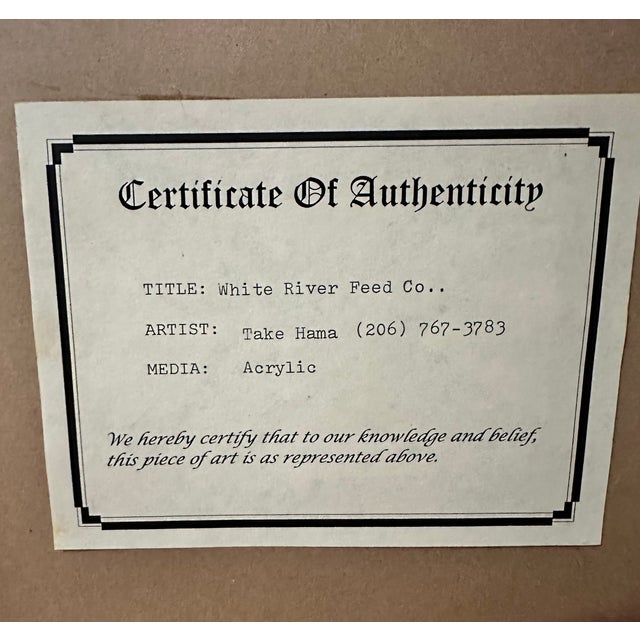 Certificate Of Authenticity
TITLE: White River Feed Co..
ARTIST: Take Hama (206) 767-3783
MEDIA: Acrylic
We hereby certify that to our knowledge and belief,
this piece of art is as represented above.